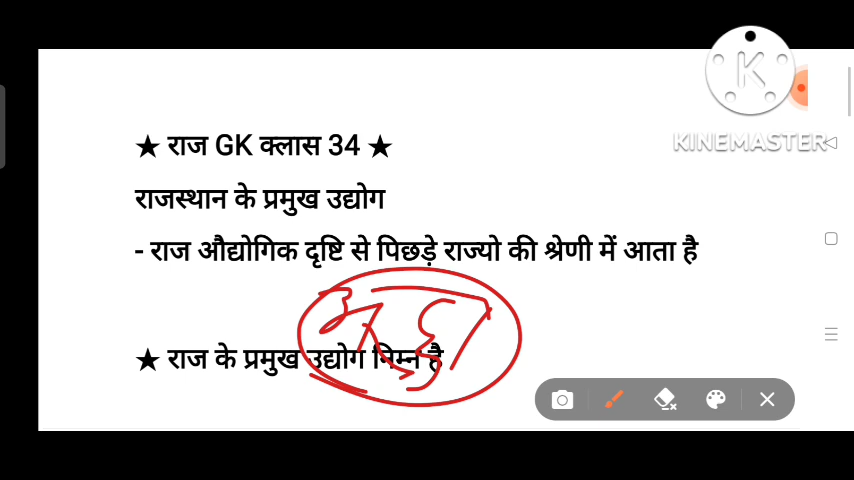 KINEMASTER
★ राज GK क्लास 34 ★
राजस्थान के प्रमुख उद्योग
- राज औद्योगिक दृष्टि से पिछड़े राज्यो की श्रेणी में आता है
★ राज के प्रमुख उद्योग निम्न है